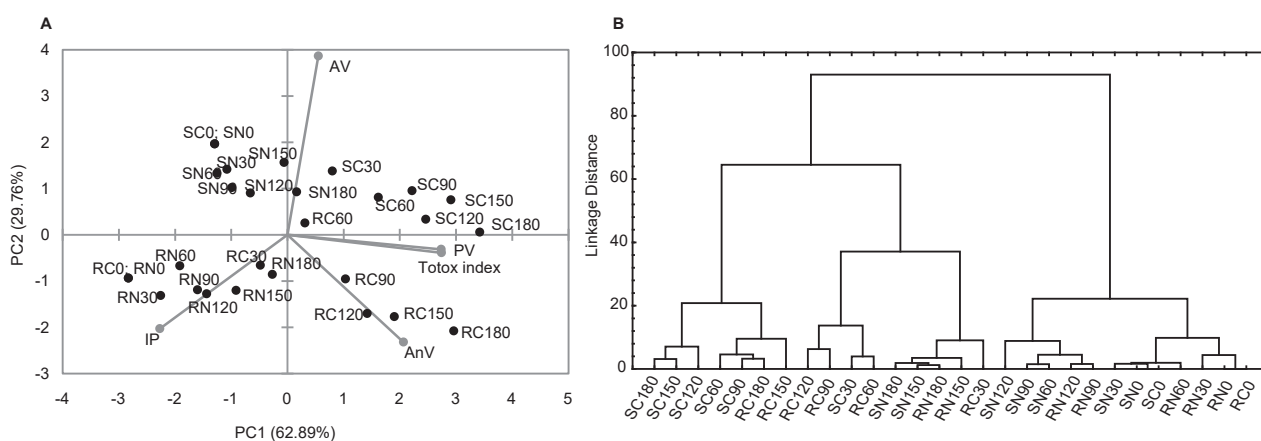 A
B
4
3
2
1
0
-1
-2
-3
-4
-3
-2
-1
0
1
2
3
4
5
PC2 (29.76%)
PC1 (62.89%)
AV
SC0; SN0
SN150
SN30
SN60
SN90
SN120
SC30
SN180
SC90
SC60
SC150
SC120
SC180
RC60
PV
Totox index
RN60
RC0; RN0
RC30
RN180
RN90
RN30
RN120
RN150
RC90
RC120
RC150
RC180
IP
AnV
100
80
60
40
20
0
Linkage Distance
SC180
SC150
SC120
SC60
SC90
RC180
RC150
RC120
RC90
SC30
RC60
SN180
SN150
RN180
RN150
RC30
SN120
SN90
SN60
RN120
RN90
SN30
SN0
SC0
RN60
RN30
RN0
RC0